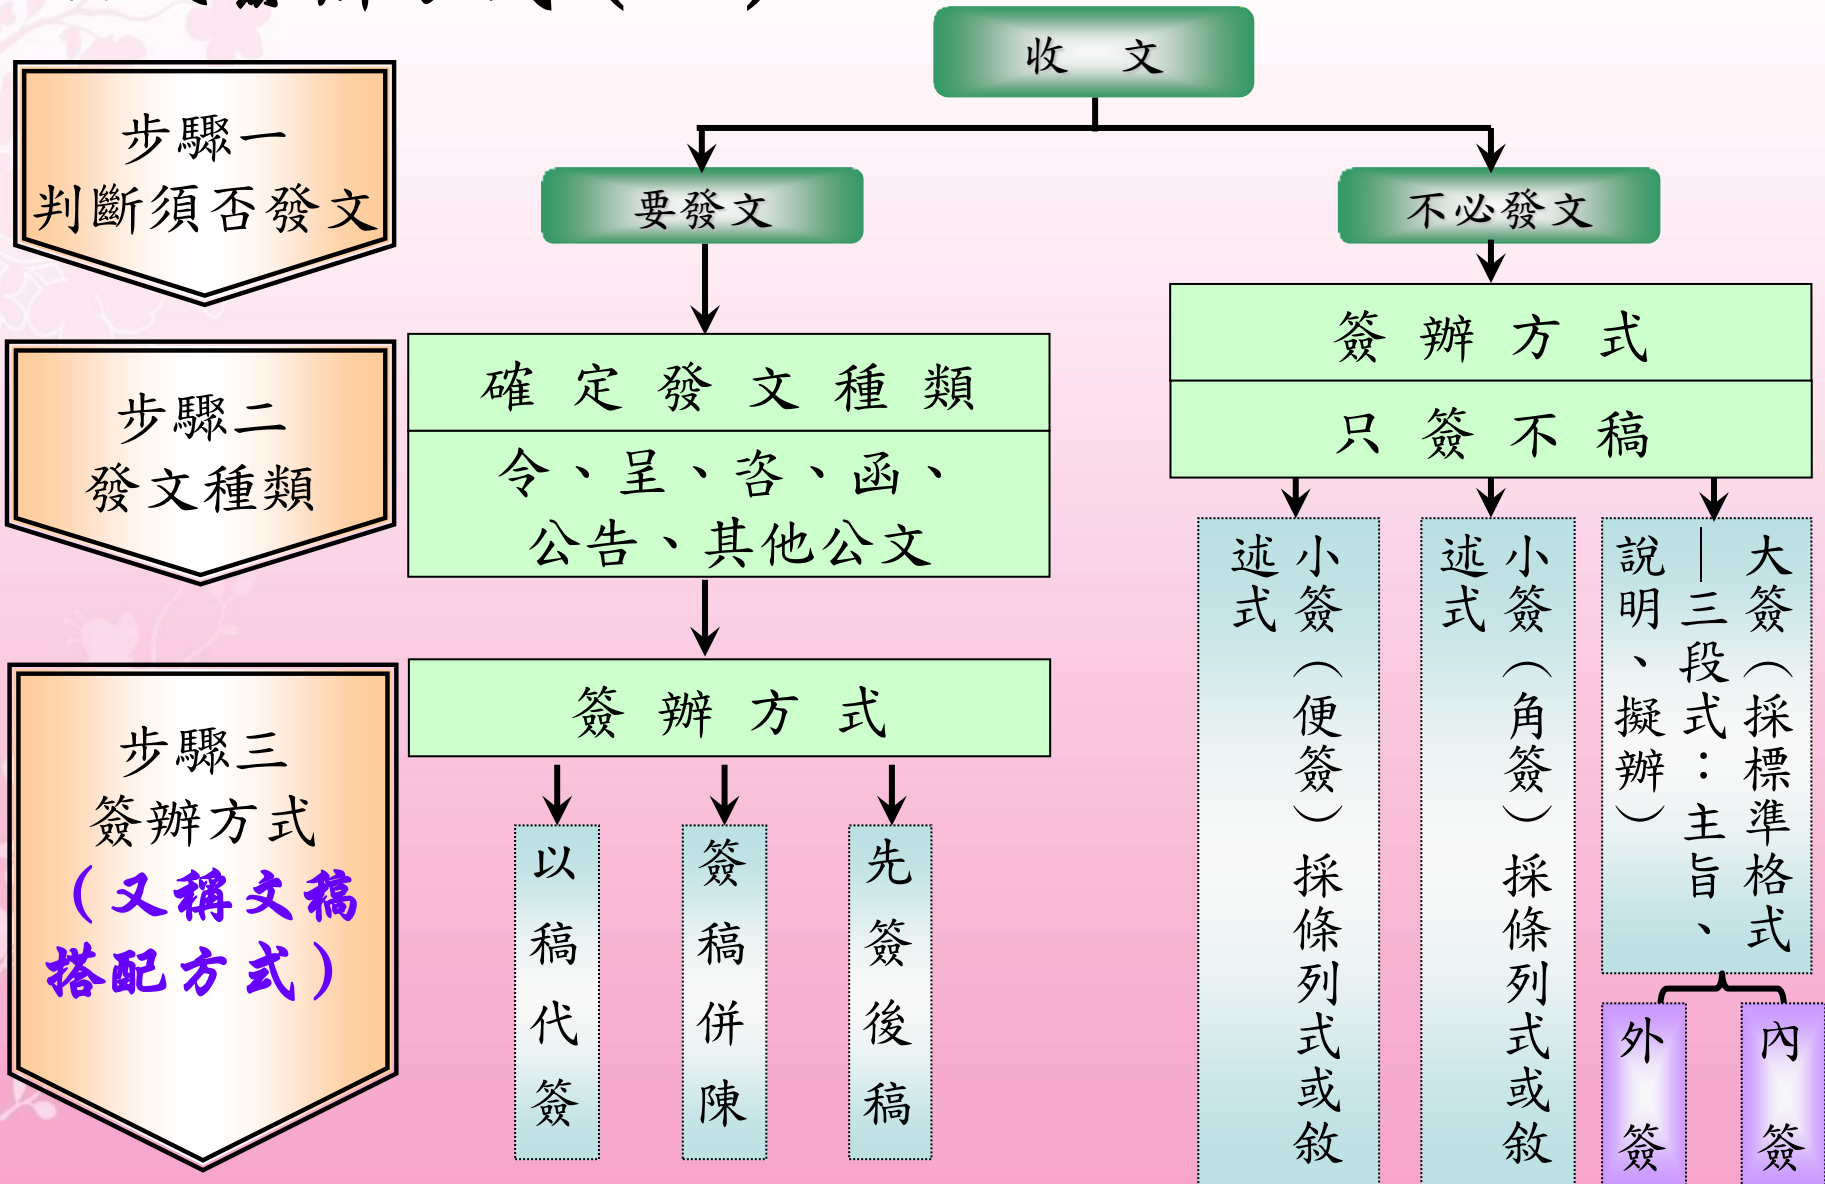 簽辦方式(
收 文
步驟一
判斷須否發文
要發文
不必發文
步驟二
發文種類
確定發文種類
令、呈、咨、函、
公告、其他公文
簽辦方式
只簽不稿
步驟三
簽辦方式
(又稱文稿
搭配方式)
簽辦方式
以稿代簽
簽稿併陳
先簽後稿
小簽(便簽)採條列式或敘
述式
小簽(角簽)採條列式或敘
述式
大簽(採標準格式
—三段式:主旨、
說明、擬辦)
外簽
內簽